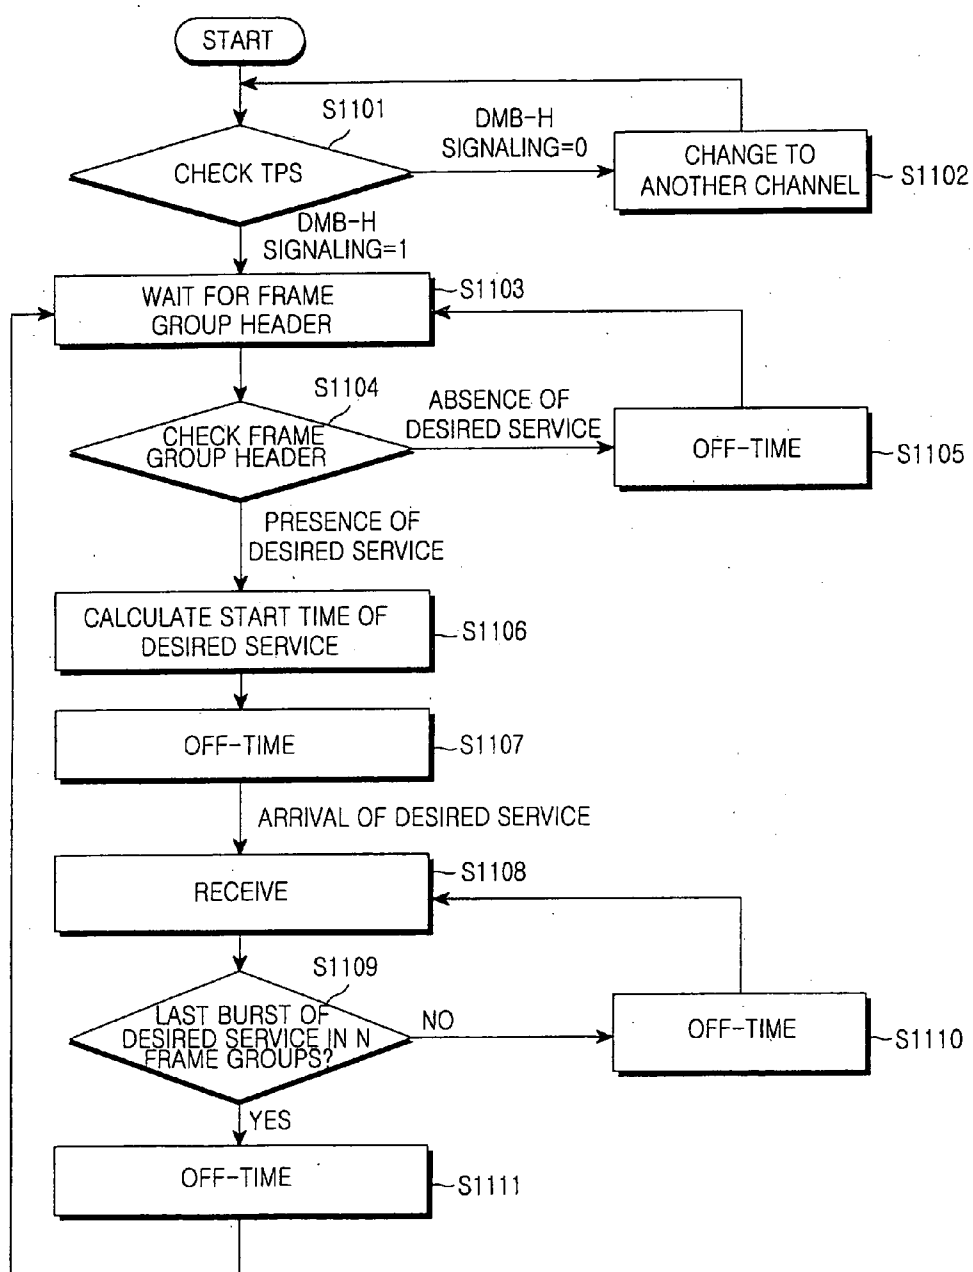 START
S1101
CHECK TPS
DMB-H
SIGNALING=0
CHANGE TO
ANOTHER CHANNEL
S1102
DMB-H
SIGNALING=1
WAIT FOR FRAME
GROUP HEADER
S1103
S1104
CHECK FRAME
GROUP HEADER
ABSENCE OF
DESIRED SERVICE
OFF-TIME
S1105
PRESENCE OF
DESIRED SERVICE
CALCULATE START TIME OF
DESIRED SERVICE
S1106
OFF-TIME
S1107
ARRIVAL OF DESIRED SERVICE
RECEIVE
S1108
S1109
LAST BURST OF
DESIRED SERVICE IN N
FRAME GROUPS?
NO
OFF-TIME
S1110
YES
OFF-TIME
S1111